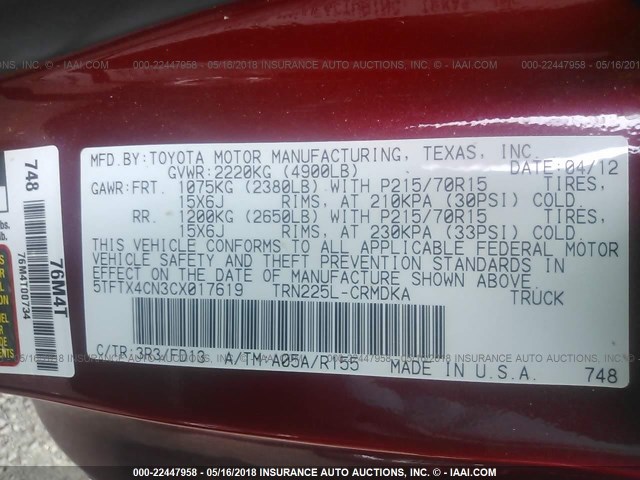 000-22447958 - 05/16/2018 INSURANCE AUTO AUCTIONS, INC. - WWW.IAAI.COM
MFD.BY:TOYOTA MOTOR MANUFACTURING, TEXAS, INC.
GVWR:2220KG (4900LB) DATE:04/12
GAWR:FRT. 1075KG (2380LB) WITH P215/70R15 TIRES,
15X6J RIMS, AT 210KPA (30PSI) COLD.
RR. 1200KG (2650LB) WITH P215/70R15 TIRES,
15X6J RIMS, AT 230KPA (33PSI) COLD.
THIS VEHICLE CONFORMS TO ALL APPLICABLE FEDERAL MOTOR
VEHICLE SAFETY AND THEFT PREVENTION STANDARDS IN
EFFECT ON THE DATE OF MANUFACTURE SHOWN ABOVE.
5TFTX4CN3CX017619 TRN225L-CRMDKA TRUCK
C/TR:3R3/FD13 A/TM-A05A/R155 MADE IN U.S.A. 748
748
76M4T
76M4T00734
000-22447958 - 05/16/2018 INSURANCE AUTO AUCTIONS, INC. - WWW.IAAI.COM